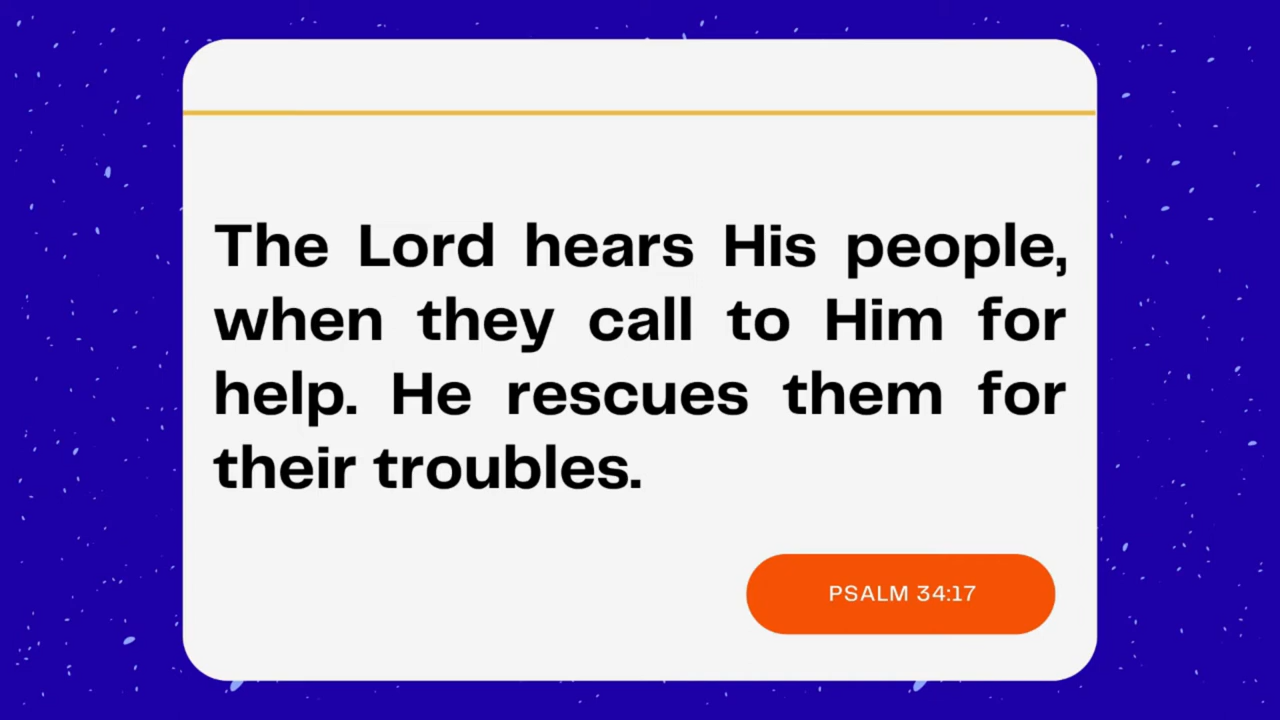 The Lord hears His people,
when they call to Him for
help. He rescues them for
their troubles.
PSALM 34:17